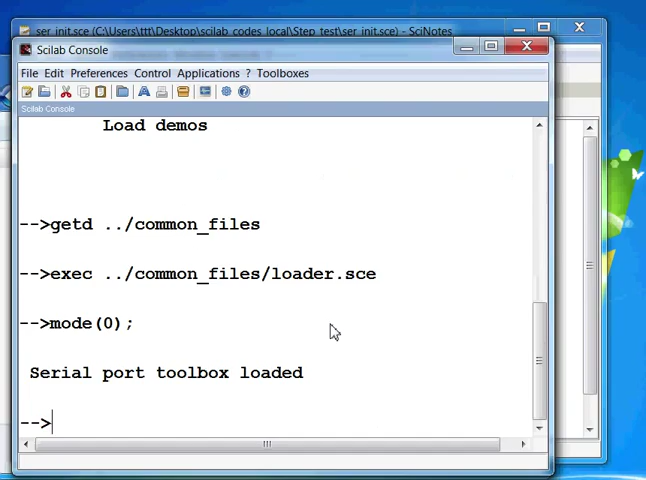 ser_init.sce (C:\Users\ttt\Desktop\scilab_codes_local\Step_test\ser_init.sce) - SciNotes
Scilab Console
File Edit Preferences Control Applications ? Toolboxes
Scilab Console
Load demos
-->getd ../common_files
-->exec ../common_files/loader.sce
-->mode(0);
Serial port toolbox loaded
-->